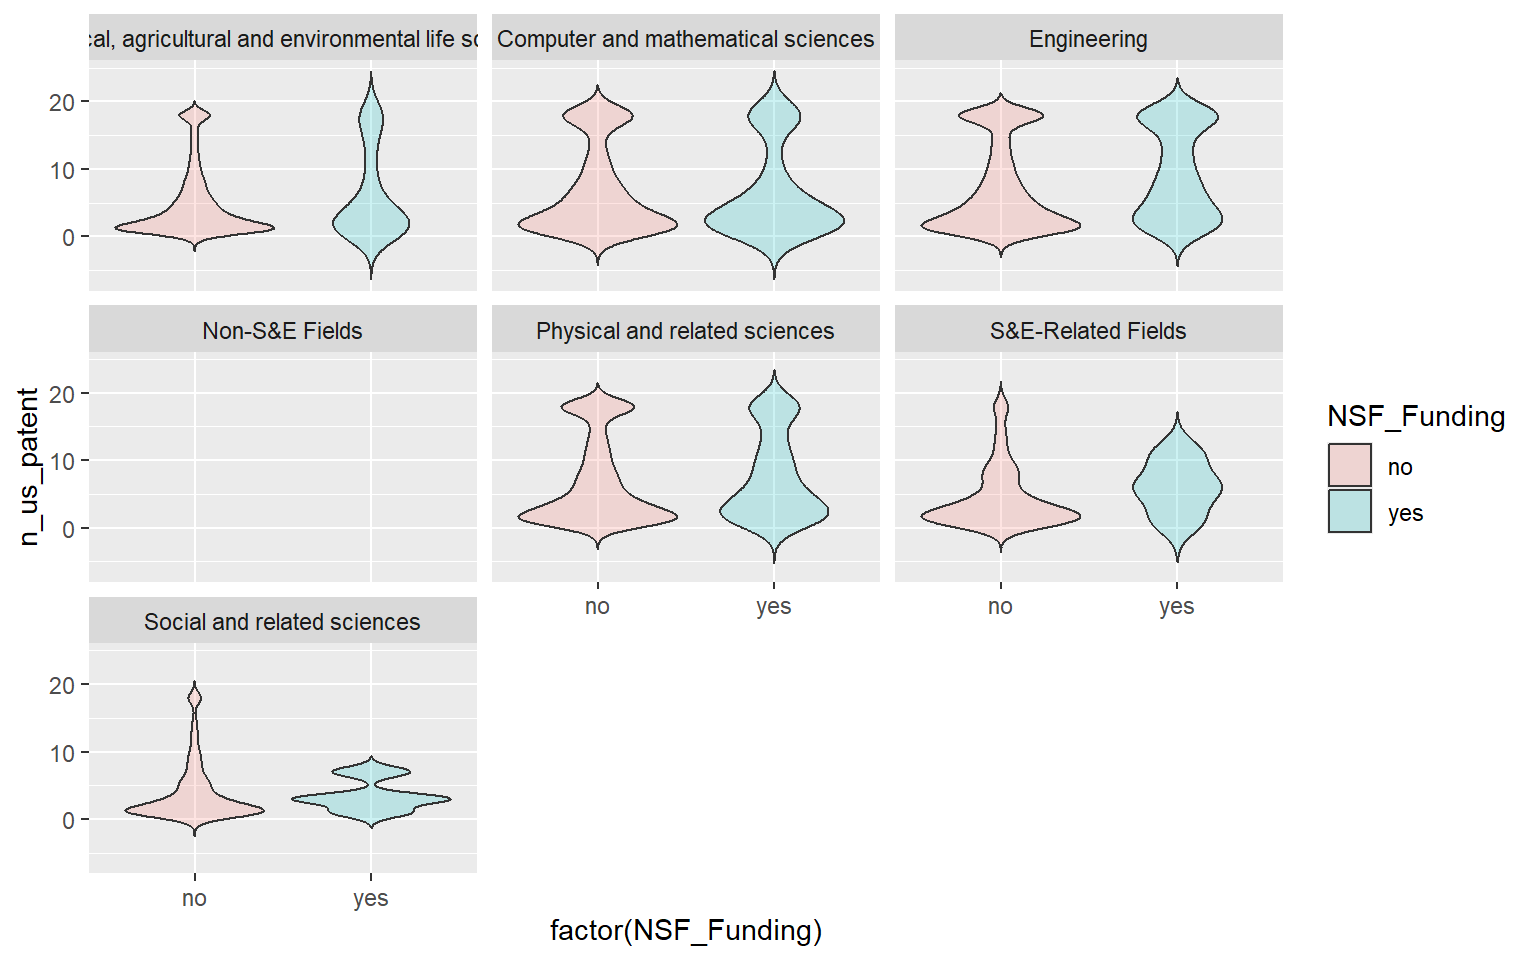 cal, agricultural and environmental life sc
Computer and mathematical sciences
Engineering
20
10
0
Non-S&E Fields
Physical and related sciences
S&E-Related Fields
20
10
0
no
yes
no
yes
Social and related sciences
20
10
0
no
yes
n_us_patent
factor(NSF_Funding)
NSF_Funding
no
yes